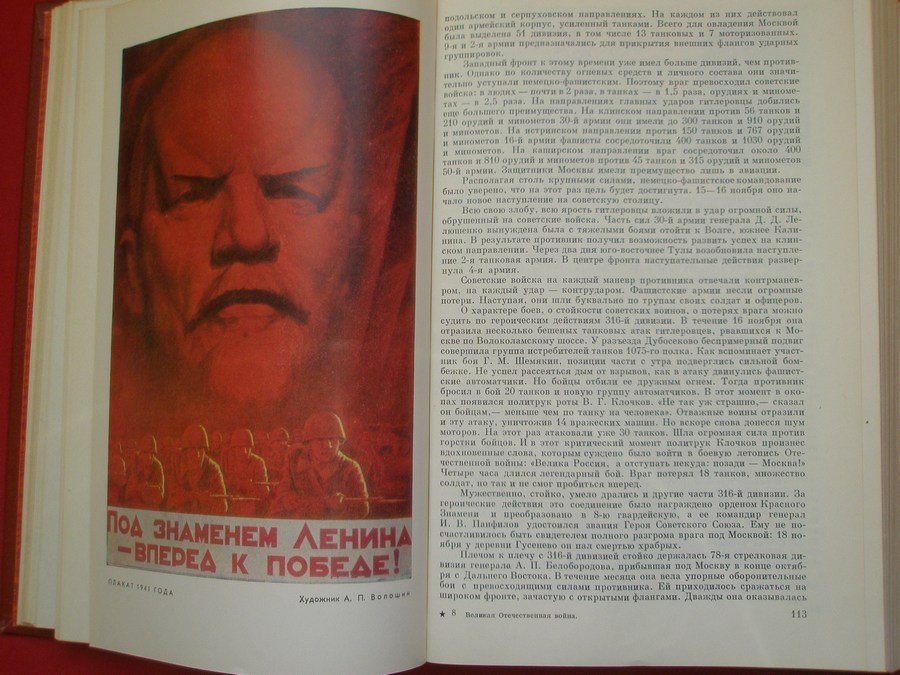 ПОД ЗНАМЕНЕМ ЛЕНИНА
—ВПЕРЕД К ПОБЕДЕ!
ПЛАКАТ 1941 ГОДА
Художник А. П. Волошин
подольском и серпуховском направлениях. На каждом из них действовал
один армейский корпус, усиленный танками. Всего для овладения Москвой
была выделена 51 дивизия, в том числе 13 танковых и 7 моторизованных.
9-я и 2-я армии предназначались для прикрытия внешних флангов ударных
группировок.
Западный фронт к этому времени уже имел больше дивизий, чем против-
ник. Однако по количеству огневых средств и личного состава они значи-
тельно уступали немецко-фашистским. Поэтому враг превосходил советские
войска: в людях — почти в 2 раза, в танках — в 1,5 раза, орудиях и миноме-
тах — в 2,5 раза. На направлениях главных ударов гитлеровцы добились
еще большего преимущества. На клинском направлении против 56 танков и
210 орудий и минометов 30-й армии они имели до 300 танков и 910 орудий
и минометов. На истринском направлении против 150 танков и 767 орудий
и минометов 16-й армии фашисты сосредоточили 400 танков и 1030 орудий
и минометов. На каширском направлении враг сосредоточил около 400
танков и 810 орудий и минометов против 45 танков и 315 орудий и минометов
50-й армии. Защитники Москвы имели преимущество лишь в авиации.
Располагая столь крупными силами, немецко-фашистское командование
было уверено, что на этот раз цель будет достигнута. 15—16 ноября оно на-
чало новое наступление на советскую столицу.
Всю свою злобу, всю ярость гитлеровцы вложили в удар огромной силы,
обрушенный на советские войска. Часть сил 30-й армии генерала Д. Д. Ле-
люшенко вынуждена была с тяжелыми боями отойти к Волге, южнее Кали-
нина. В результате противник получил возможность развить успех на клин-
ском направлении. Через два дня юго-восточнее Тулы возобновила наступле-
ние 2-я танковая армия. В центре фронта наступательные действия развер-
нула 4-я армия.
Советские войска на каждый маневр противника отвечали контрманев-
ром, на каждый удар — контрударом. Фашистские армии несли огромные
потери. Наступая, они шли буквально по трупам своих солдат и офицеров.
О характере боев, о стойкости советских воинов, о потерях врага можно
судить по героическим действиям 316-й дивизии. В течение 16 ноября она
отразила несколько бешеных танковых атак гитлеровцев, рвавшихся к Мос-
кве по Волоколамскому шоссе. У разъезда Дубосеково беспримерный подвиг
совершила группа истребителей танков 1075-го полка. Как вспоминает участ-
ник боя Г. М. Шемякин, позиции части с утра подверглись сильной бом-
бежке. Не успел рассеяться дым от взрывов, как в атаку двинулись фашист-
ские автоматчики. Но бойцы отбили ее дружным огнем. Тогда противник
бросил в бой 20 танков и новую группу автоматчиков. В этот момент в око-
пах появился политрук роты В. Г. Клочков. «Не так уж страшно,— сказал
он бойцам,— меньше чем по танку на человека». Отважные воины отразили
и эту атаку, уничтожив 14 вражеских машин. Но вскоре снова донесся шум
моторов. На этот раз атаковали уже 30 танков. Шла огромная сила против
горстки бойцов. И в этот критический момент политрук Клочков произнес
вдохновенные слова, которым суждено было войти в боевую летопись Оте-
чественной войны: «Велика Россия, а отступать некуда: позади — Москва!»
Четыре часа длился легендарный бой. Враг потерял 18 танков, множество
солдат, но так и не смог пробиться вперед.
Мужественно, стойко, умело дрались и другие части 316-й дивизии. За
героические действия это соединение было награждено орденом Красного
Знамени и преобразовано в 8-ю гвардейскую, а ее командир генерал
И. В. Панфилов удостоился звания Героя Советского Союза. Ему не по-
счастливилось быть свидетелем полного разгрома врага под Москвой: 18 но-
ября у деревни Гусенево он пал смертью храбрых.
Плечом к плечу с 316-й дивизией стойко держалась 78-я стрелковая ди-
визия генерала А. П. Белобородова, прибывшая под Москву в конце октяб-
ря с Дальнего Востока. В течение месяца она вела упорные оборонительные
бои с превосходящими силами противника. Ей приходилось сражаться на
широком фронте, зачастую с открытыми флангами. Дважды она оказывалась
★ 8 Великая Отечественная война.
113